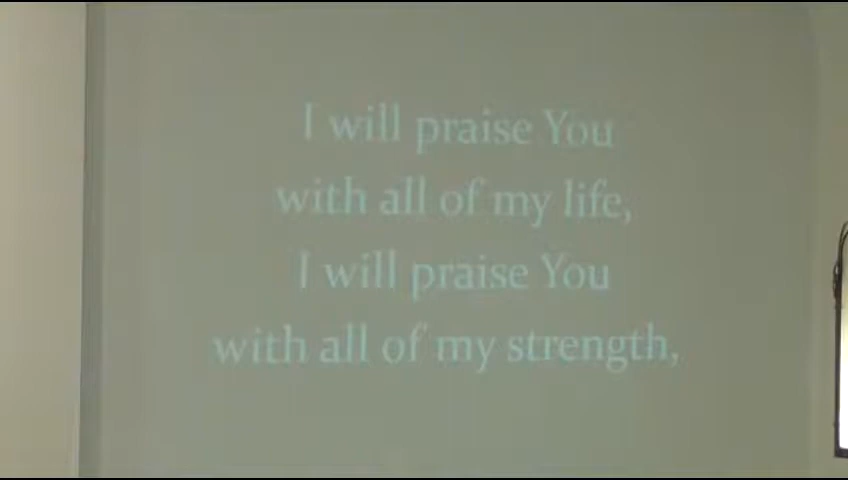 I will praise You
with all of my life,
I will praise You
with all of my strength,